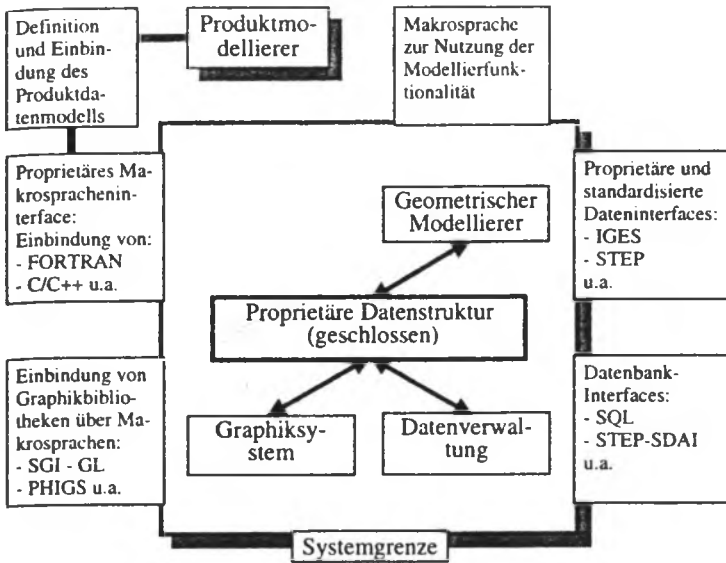 Definition
und Einbin-
dung des
Produktda-
tenmodells
Produktmo-
dellierer
Makrosprache
zur Nutzung der
Modellierfunk-
tionalität
Proprietäres Ma-
krospracheninin-
terface:
Einbindung von:
- FORTRAN
- C/C++ u.a.
Geometrischer
Modellierer
Proprietäre und
standardisierte
Dateninterfaces:
- IGES
- STEP
u.a.
Proprietäre Datenstruktur
(geschlossen)
Einbindung von
Graphikbiblio-
theken über Ma-
krosprachen:
- SGI - GL
- PHIGS u.a.
Graphiksy-
stem
Datenverwal-
tung
Datenbank-
Interfaces:
- SQL
- STEP-SDAI
u.a.
Systemgrenze